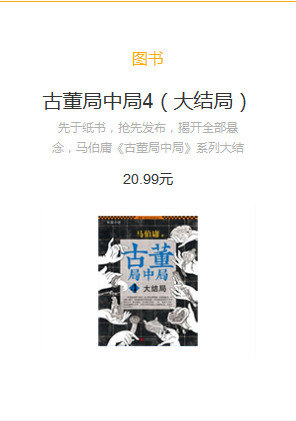 图书
古董局中局4（大结局）
先于纸书，抢先发布，揭开全部悬
念，马伯庸《古董局中局》系列大结
20.99元
马伯庸
古董
局中局
4 大结局